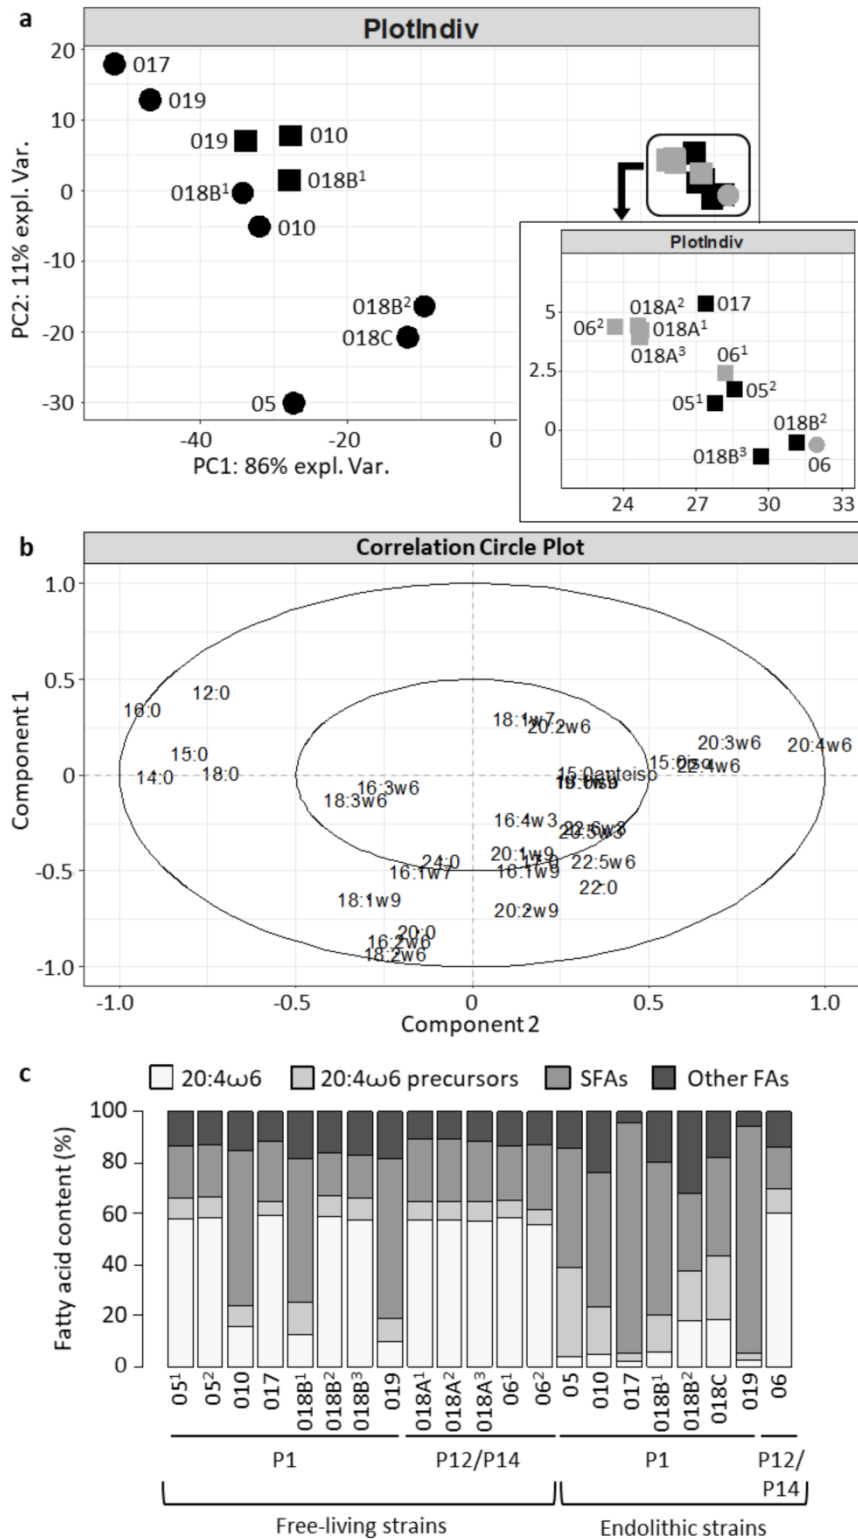 a
PlotIndiv
20
10
0
-10
-20
-30
PC2: 11% expl. Var.
017
019
019
010
018B¹
018B¹
010
018B²
018C
05
-40
-20
0
PC1: 86% expl. Var.
PlotIndiv
5
2.5
0
018A²
017
06²
018A¹
018A³
06¹
05²
05¹
018B²
018B³
06
24
27
30
33
b
Correlation Circle Plot
1.0
0.5
0
-0.5
-1.0
Component 1
12:0
16:0
15:0
14:0
18:0
18:1w7
20:2w6
20:3w6
20:4w6
15:0iso
22:4w6
15:0anteiso
16:3w6
18:3w6
16:4w3
22:6w3
20:5w3
20:1w9
24:0
16:1w7
16:1w9
22:5w6
22:0
18:1w9
20:2w9
20:0
16:2w6
18:2w6
-1.0
-0.5
0
0.5
1.0
Component 2
c
20:4ω6
20:4ω6 precursors
SFAs
Other FAs
100
80
60
40
20
0
Fatty acid content (%)
05¹
05²
010
017
018B¹
018B²
018B³
019
018A¹
018A²
018A³
06¹
06²
05
010
017
018B¹
018B²
018C
019
06
P1
P12/P14
P1
P12/
P14
Free-living strains
Endolithic strains